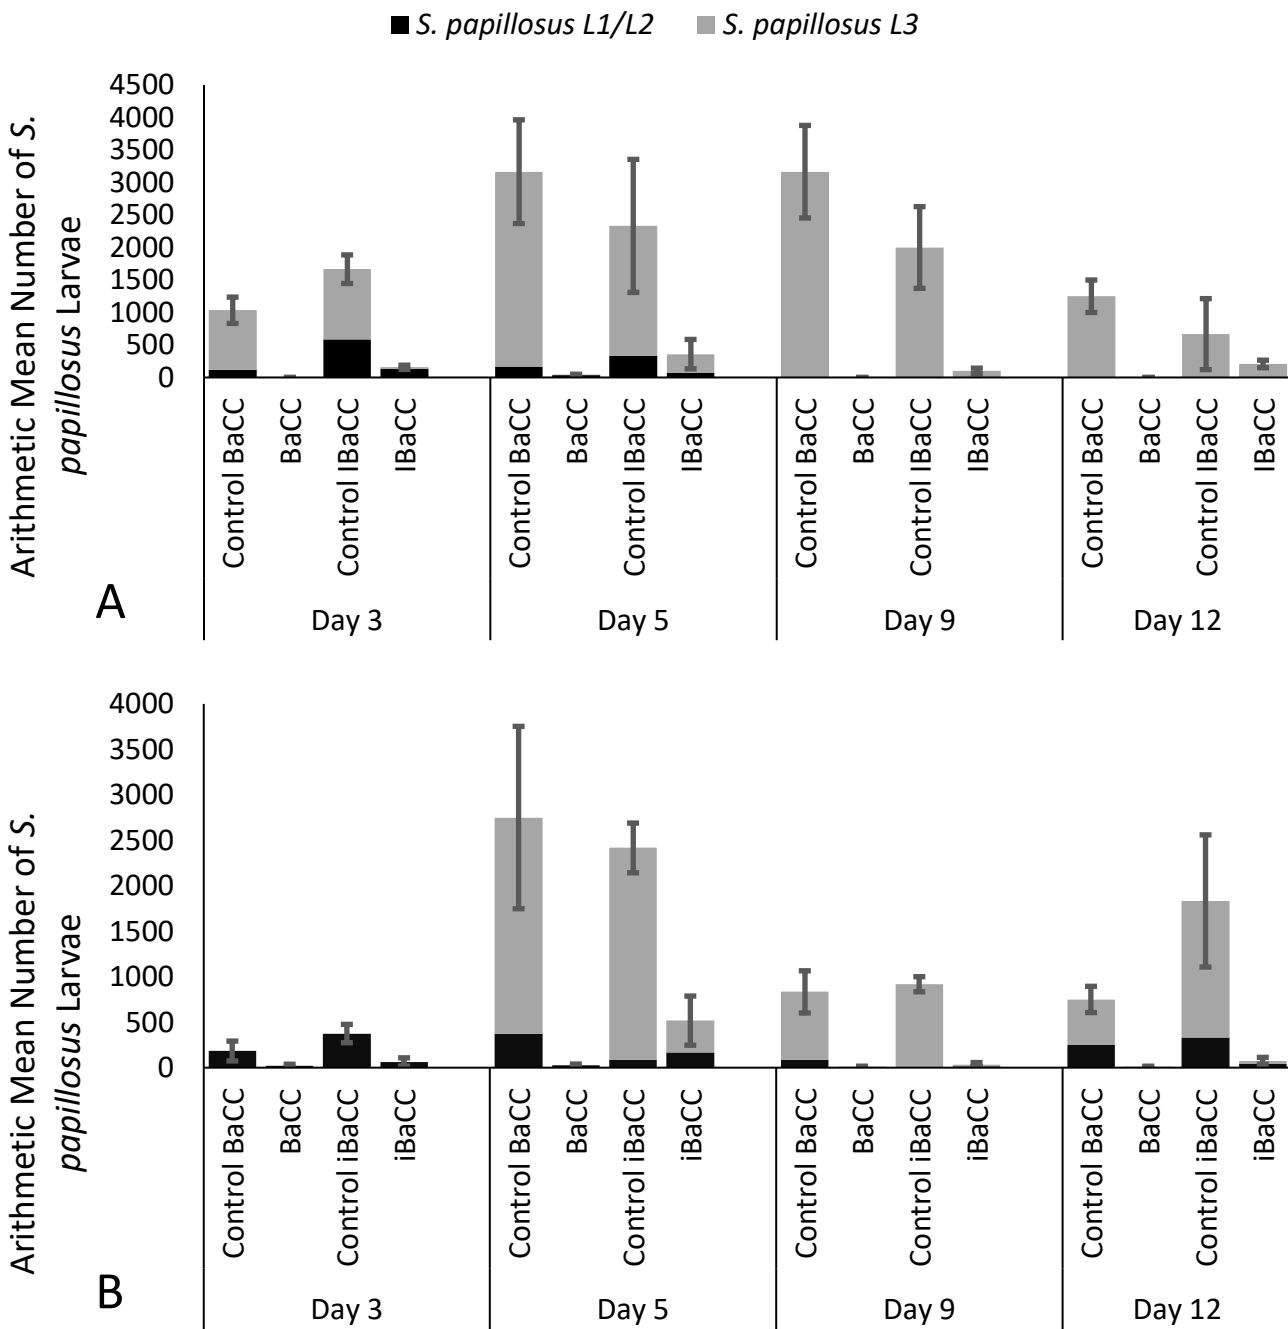 S. papillosus L1/L2 S. papillosus L3
Arithmetic Mean Number of S.
papillosus Larvae
4500
4000
3500
3000
2500
2000
1500
1000
500
0
Control BaCC
BaCC
Control IBaCC
IBaCC
Control BaCC
BaCC
Control IBaCC
IBaCC
Control BaCC
BaCC
Control IBaCC
IBaCC
Control BaCC
BaCC
Control IBaCC
IBaCC
A
Day 3 Day 5 Day 9 Day 12
Arithmetic Mean Number of S.
papillosus Larvae
4000
3500
3000
2500
2000
1500
1000
500
0
Control BaCC
BaCC
Control iBaCC
iBaCC
Control BaCC
BaCC
Control iBaCC
iBaCC
Control BaCC
BaCC
Control iBaCC
iBaCC
Control BaCC
BaCC
Control iBaCC
iBaCC
B
Day 3 Day 5 Day 9 Day 12